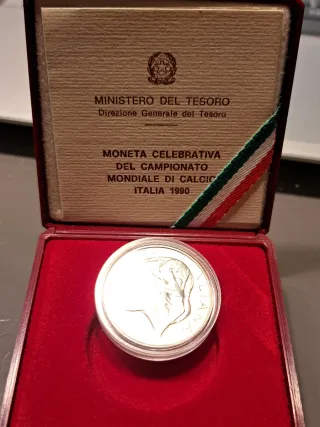 MINISTERO DEL TESORO
Direzione Generale del Tesoro
MONETA CELEBRATIVA
DEL CAMPIONATO
MONDIALE DI CALCIO
ITALIA 1990